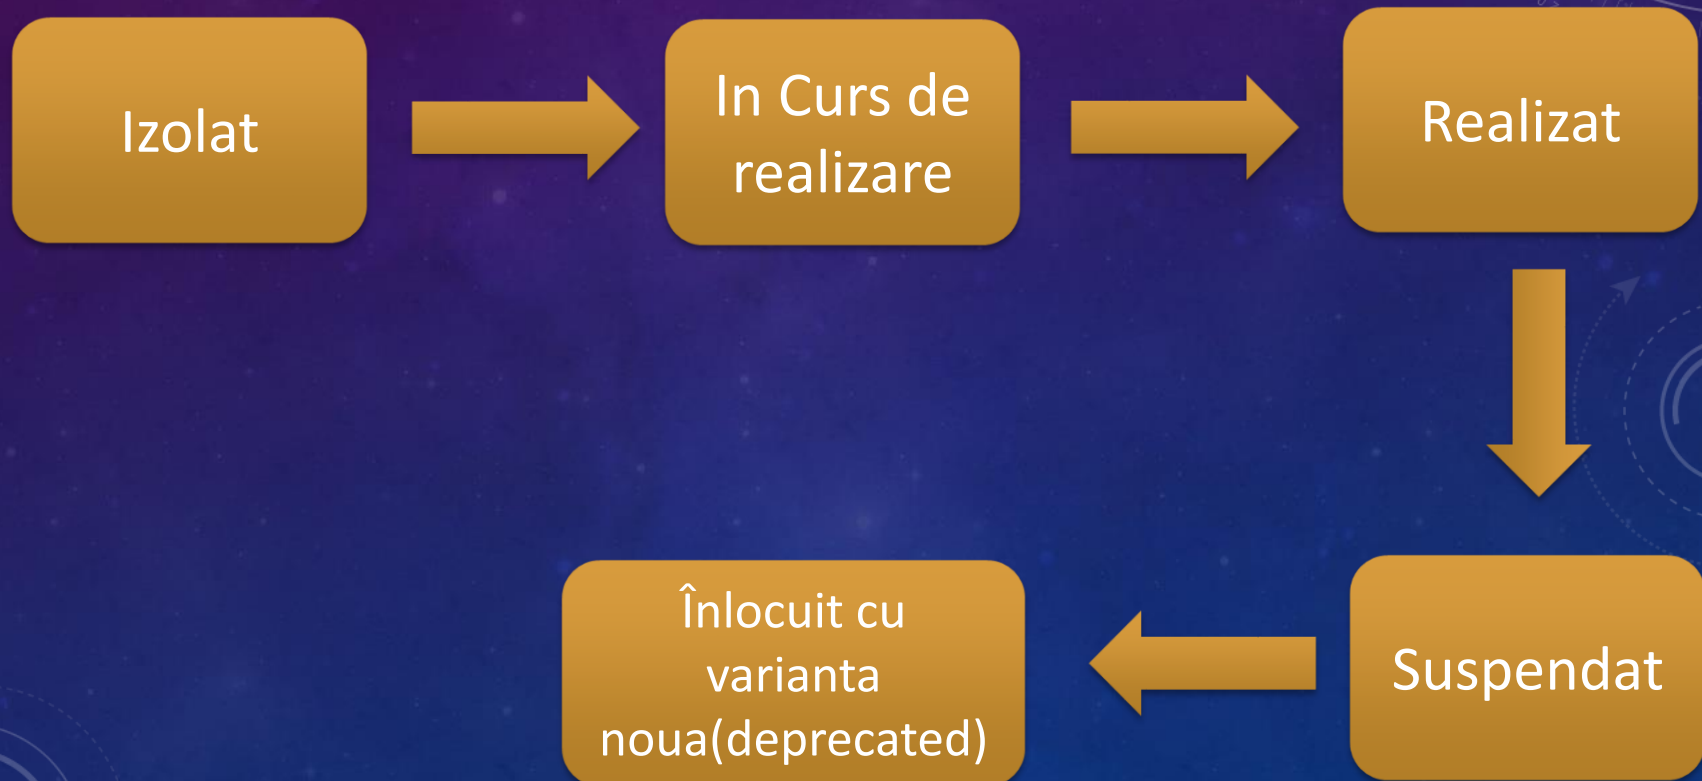 Izolat
In Curs de
realizare
Realizat
Înlocuit cu
varianta
noua(deprecated)
Suspendat